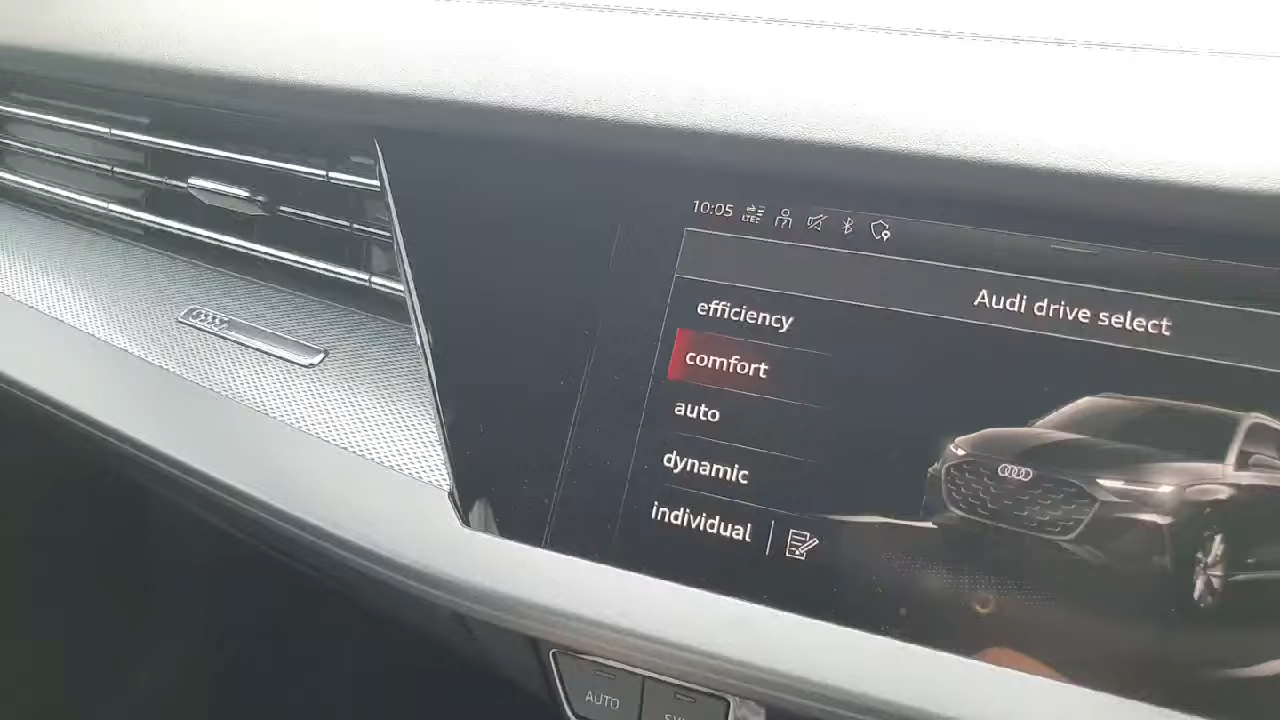 10:05
Audi drive select
efficiency
comfort
auto
dynamic
individual
AUTO